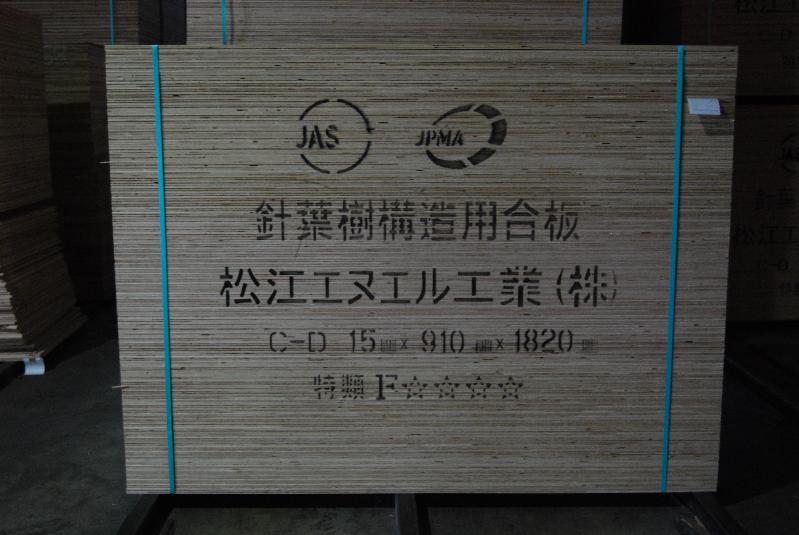 JAS JPMA
針葉樹構造用合板
松江エヌエル工業(株)
C-D 15㎜×910㎜×1820㎜
特類 F☆☆☆☆